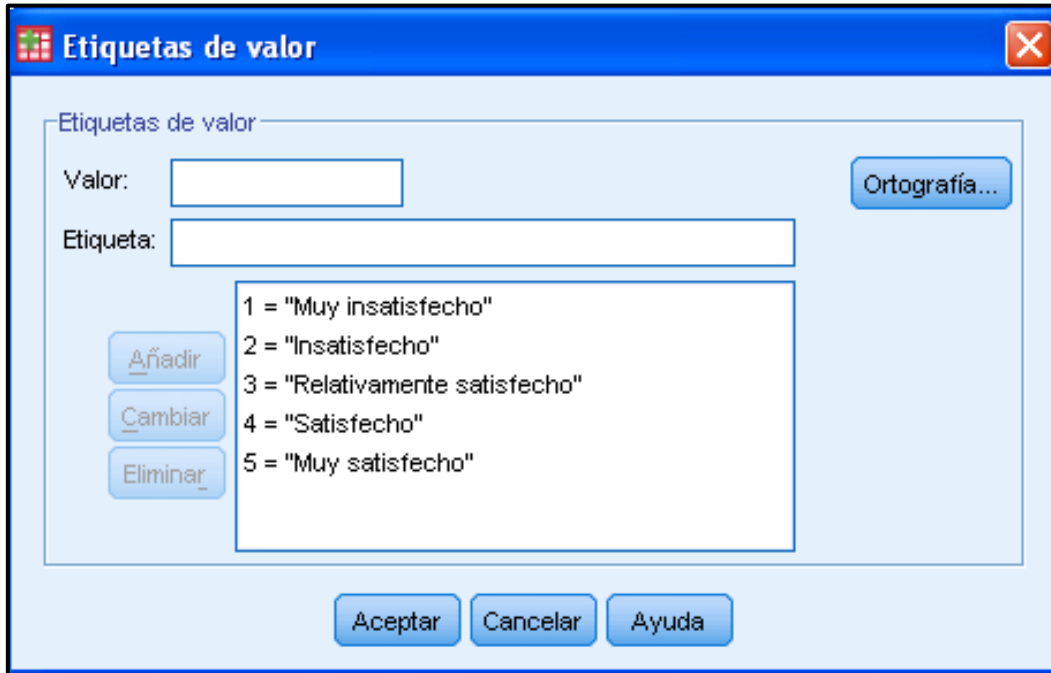 Etiquetas de valor
Etiquetas de valor
Valor:
Ortografía...
Etiqueta:
1 = "Muy insatisfecho"
2 = "Insatisfecho"
3 = "Relativamente satisfecho"
4 = "Satisfecho"
5 = "Muy satisfecho"
Añadir
Cambiar
Eliminar
Aceptar Cancelar Ayuda